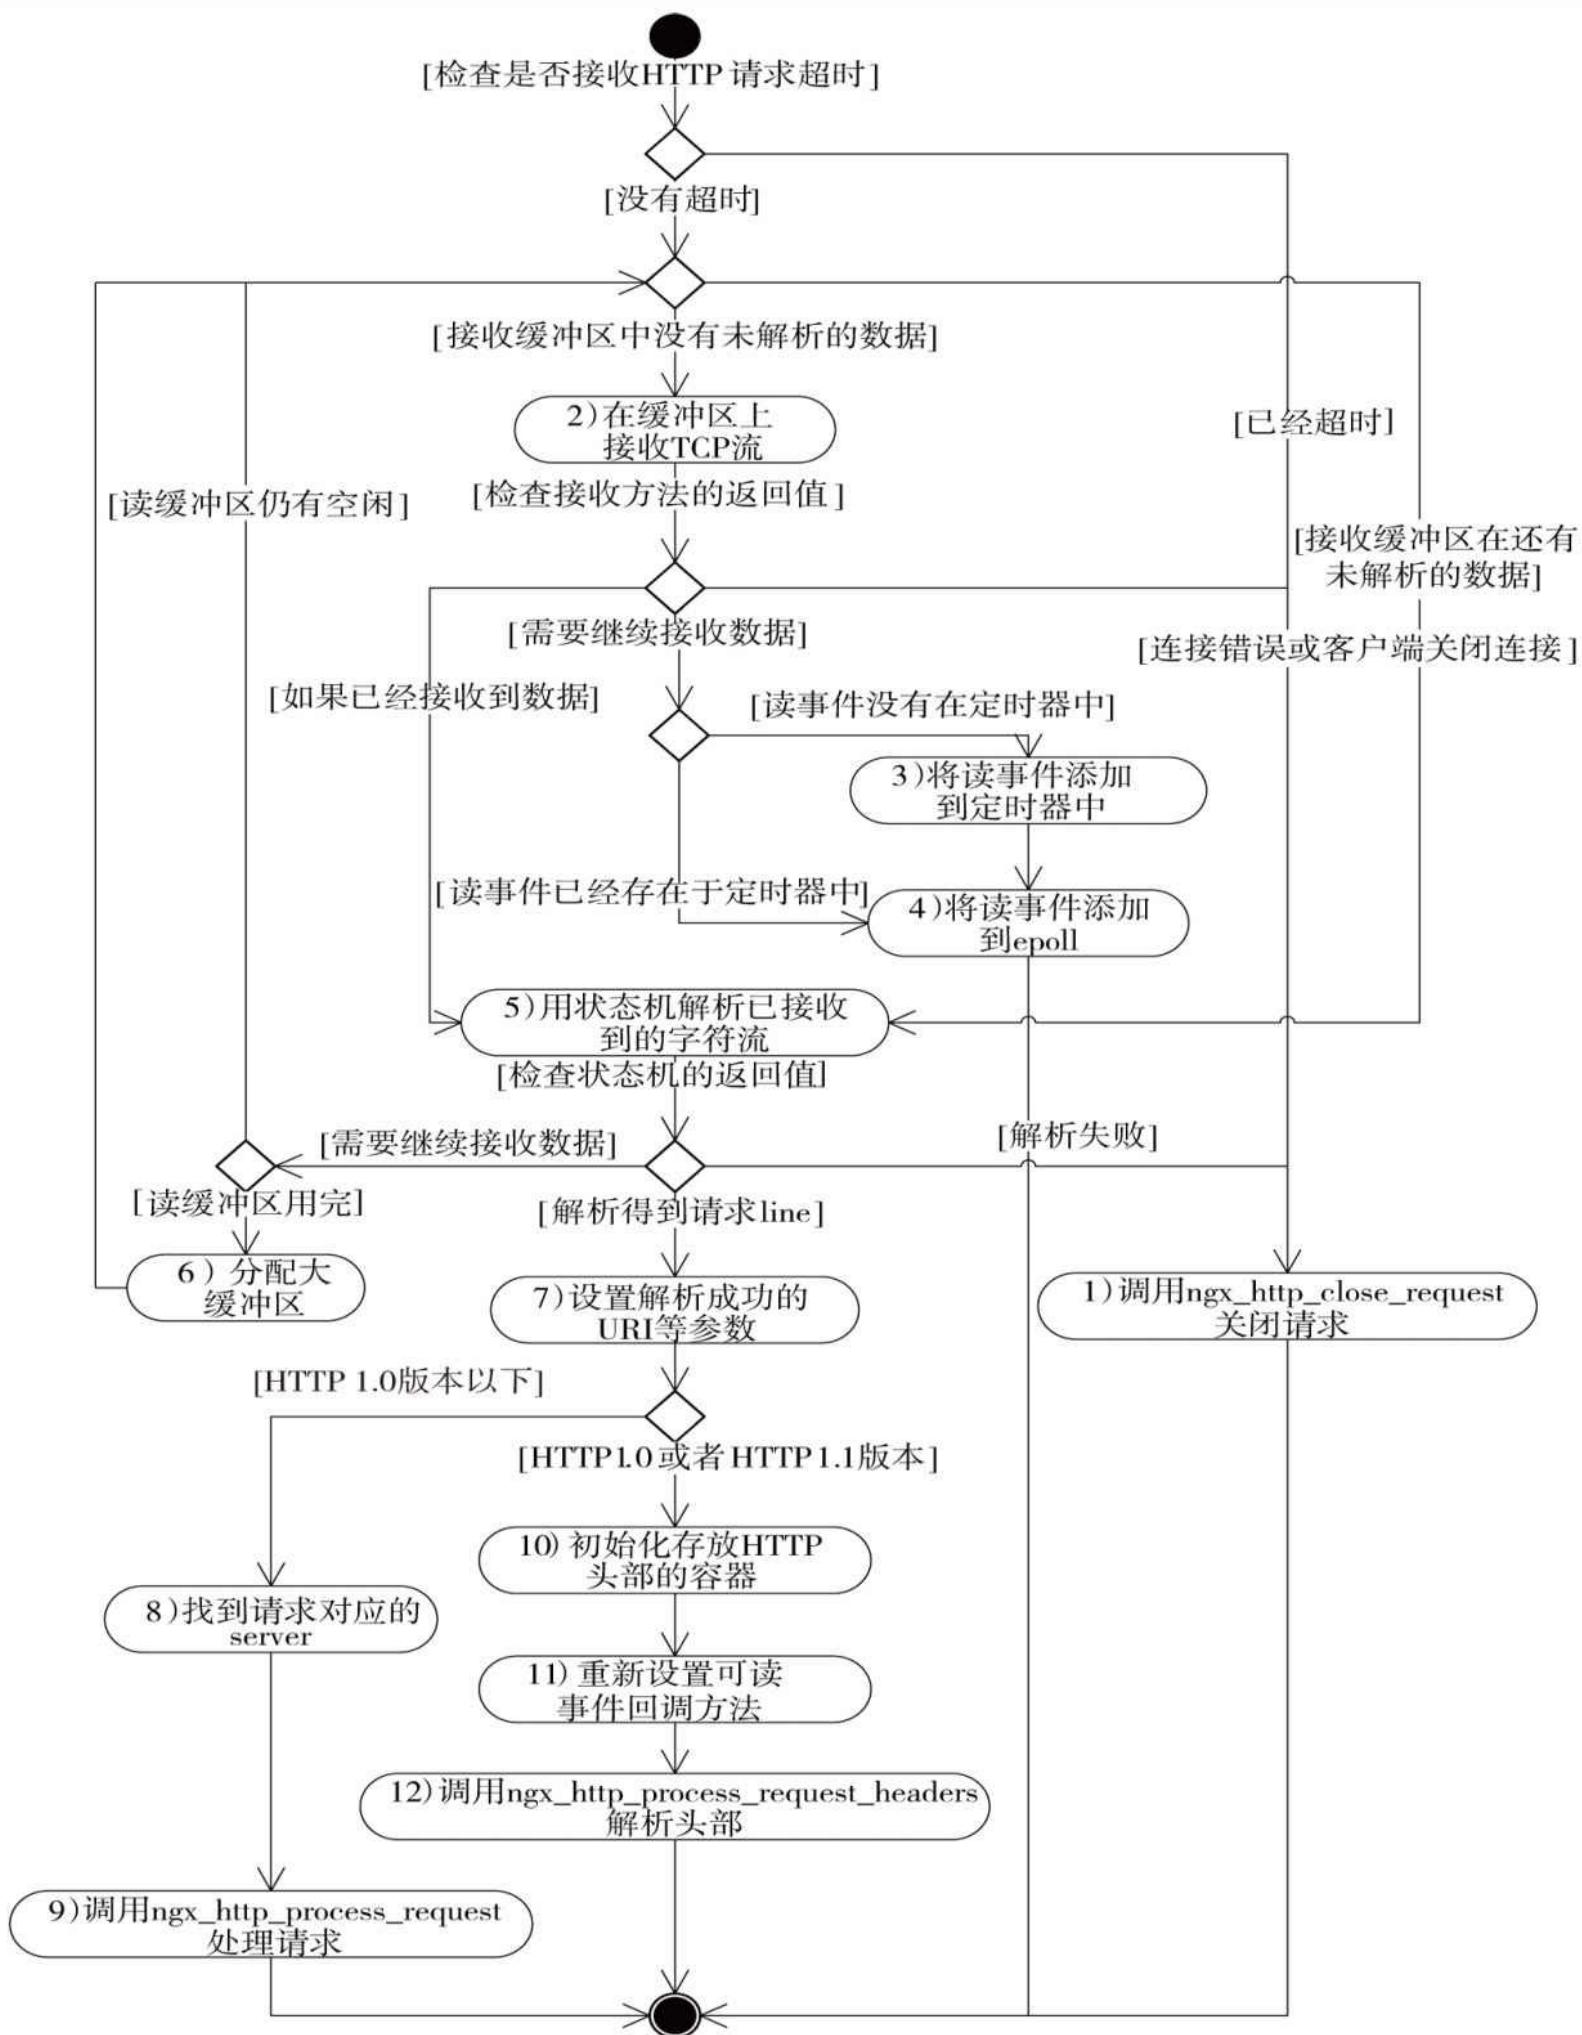 [检查是否接收HTTP 请求超时]
[没有超时]
[接收缓冲区中没有未解析的数据]
2)在缓冲区上
接收TCP流
[已经超时]
[读缓冲区仍有空闲]
[检查接收方法的返回值]
[接收缓冲区在还有
未解析的数据]
[需要继续接收数据]
[连接错误或客户端关闭连接]
[如果已经接收到数据]
[读事件没有在定时器中]
3)将读事件添加
到定时器中
[读事件已经存在于定时器中]
4)将读事件添加
到epoll
5)用状态机解析已接收
到的字符流
[检查状态机的返回值]
[需要继续接收数据]
[解析失败]
[读缓冲区用完]
[解析得到请求line]
6) 分配大
缓冲区
7)设置解析成功的
URI等参数
1)调用ngx_http_close_request
关闭请求
[HTTP 1.0版本以下]
[HTTP1.0或者HTTP1.1版本]
10) 初始化存放HTTP
头部的容器
8)找到请求对应的
server
11) 重新设置可读
事件回调方法
12)调用ngx_http_process_request_headers
解析头部
9)调用ngx_http_process_request
处理请求